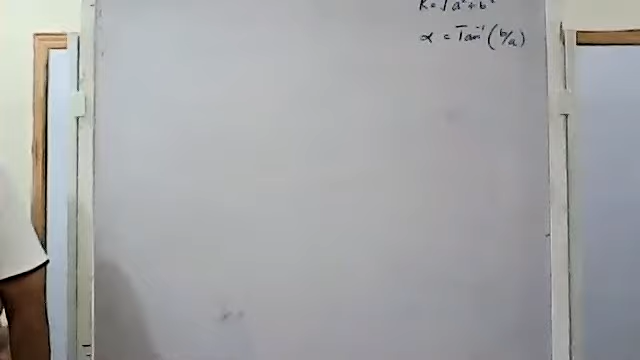 R = √a² + b²
α = Tan⁻¹ (b/a)